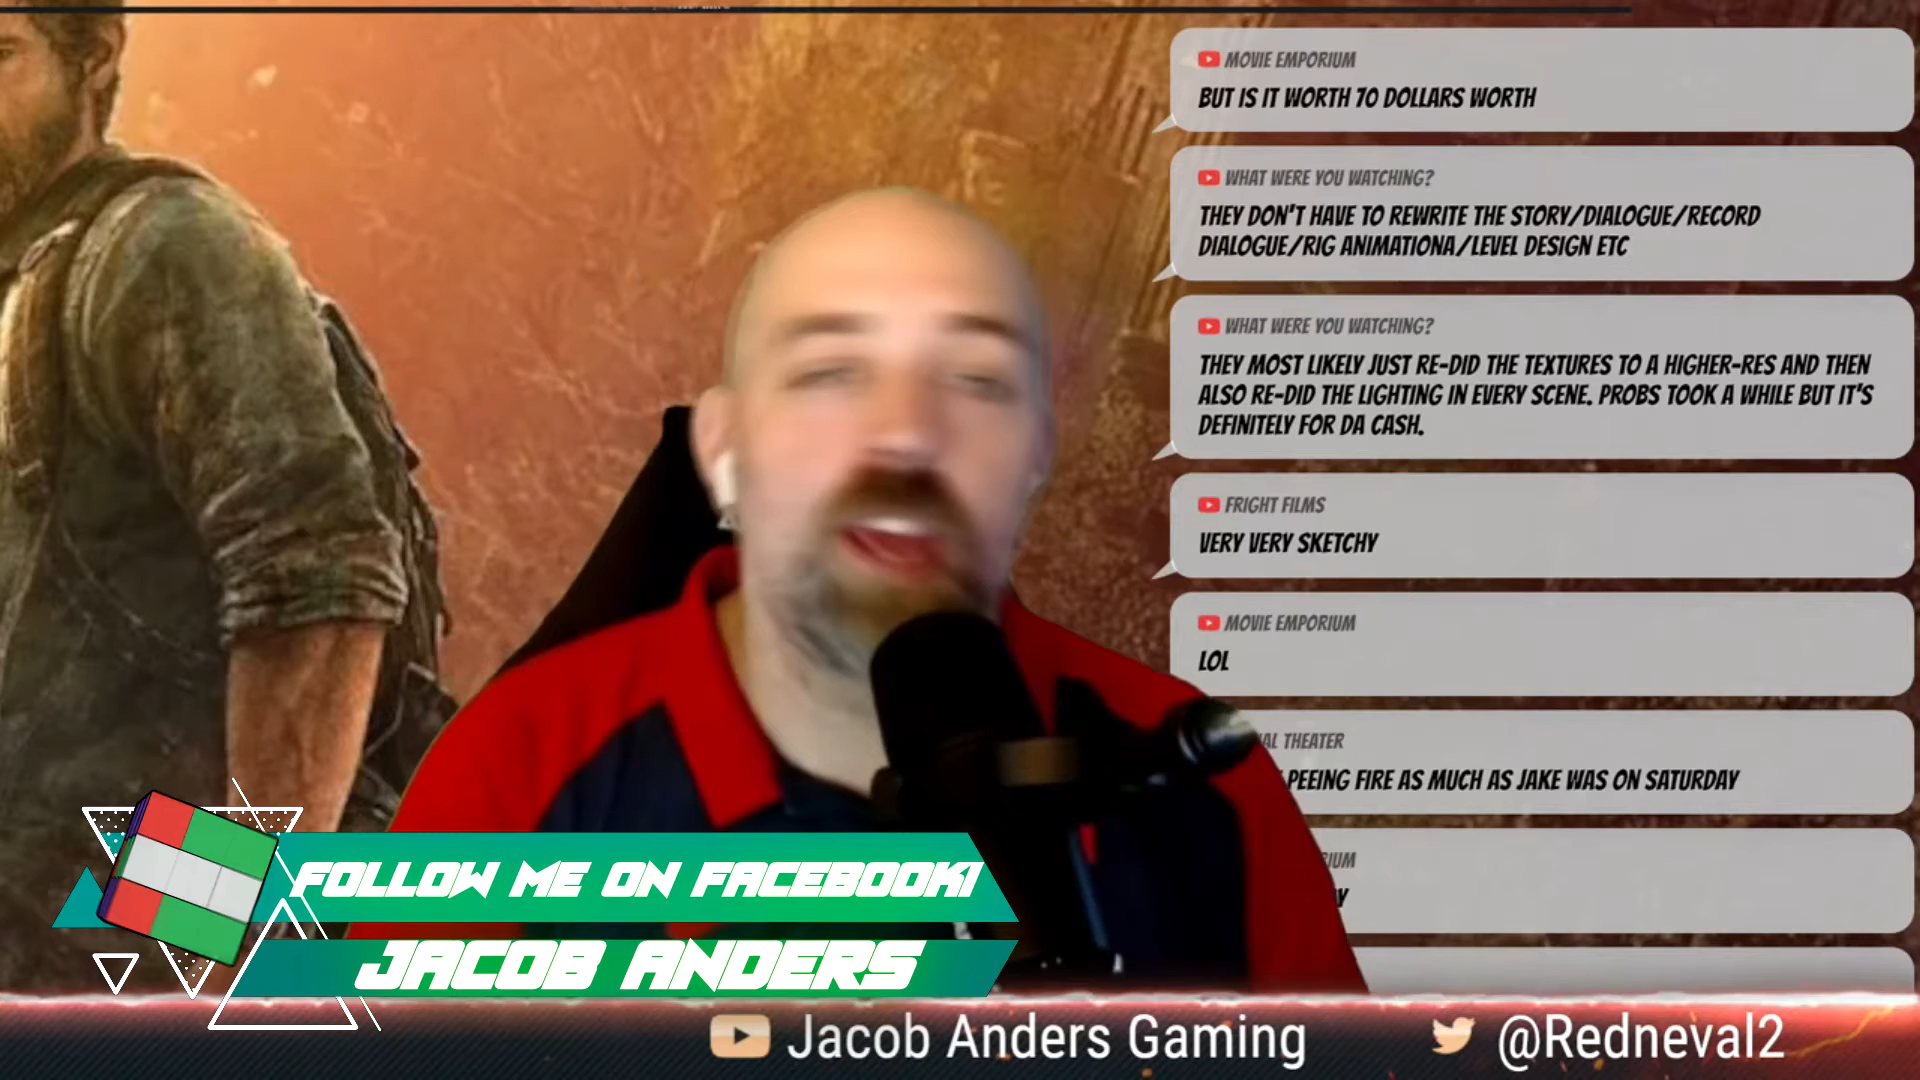 MOVIE EMPORIUM
BUT IS IT WORTH 70 DOLLARS WORTH
WHAT WERE YOU WATCHING?
THEY DON'T HAVE TO REWRITE THE STORY/DIALOGUE/RECORD
DIALOGUE/RIG ANIMATIONA/LEVEL DESIGN ETC
WHAT WERE YOU WATCHING?
THEY MOST LIKELY JUST RE-DID THE TEXTURES TO A HIGHER-RES AND THEN
ALSO RE-DID THE LIGHTING IN EVERY SCENE. PROBS TOOK A WHILE BUT IT'S
DEFINITELY FOR DA CASH.
FRIGHT FILMS
VERY VERY SKETCHY
MOVIE EMPORIUM
LOL
THEATER
PEEING FIRE AS MUCH AS JAKE WAS ON SATURDAY
FOLLOW ME ON FACEBOOK!
JACOB ANDERS
Jacob Anders Gaming
@Redneval2